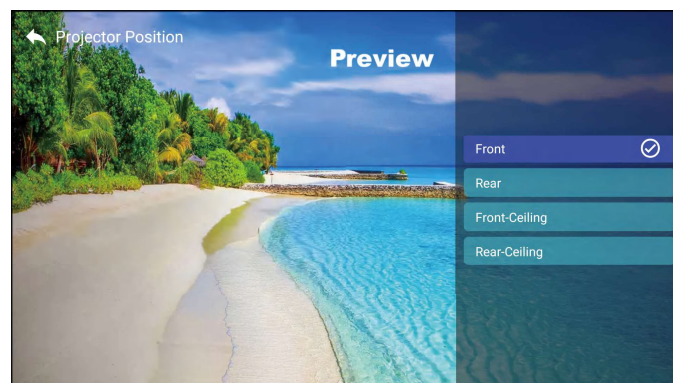 Projector Position
Preview
Front
Rear
Front-Ceiling
Rear-Ceiling